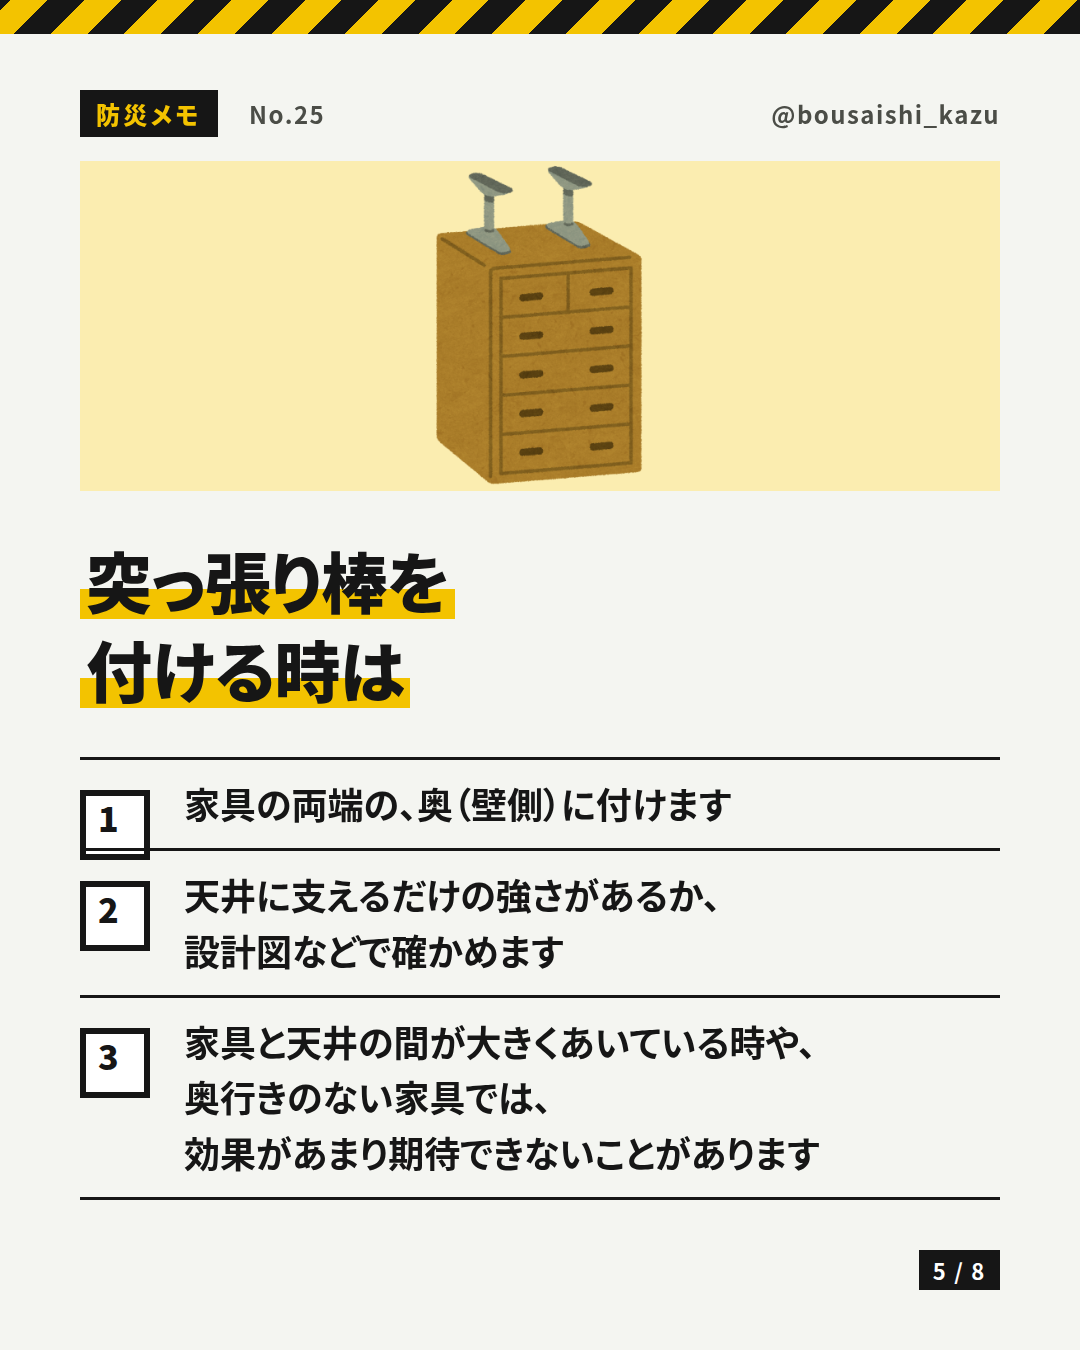 防災メモ No.25 @bousaishi_kazu
突っ張り棒を
付ける時は
1 家具の両端の、奥（壁側）に付けます
2 天井に支えるだけの強さがあるか、
設計図などで確かめます
3 家具と天井の間が大きくあいている時や、
奥行きのない家具では、
効果があまり期待できないことがあります
5 / 8